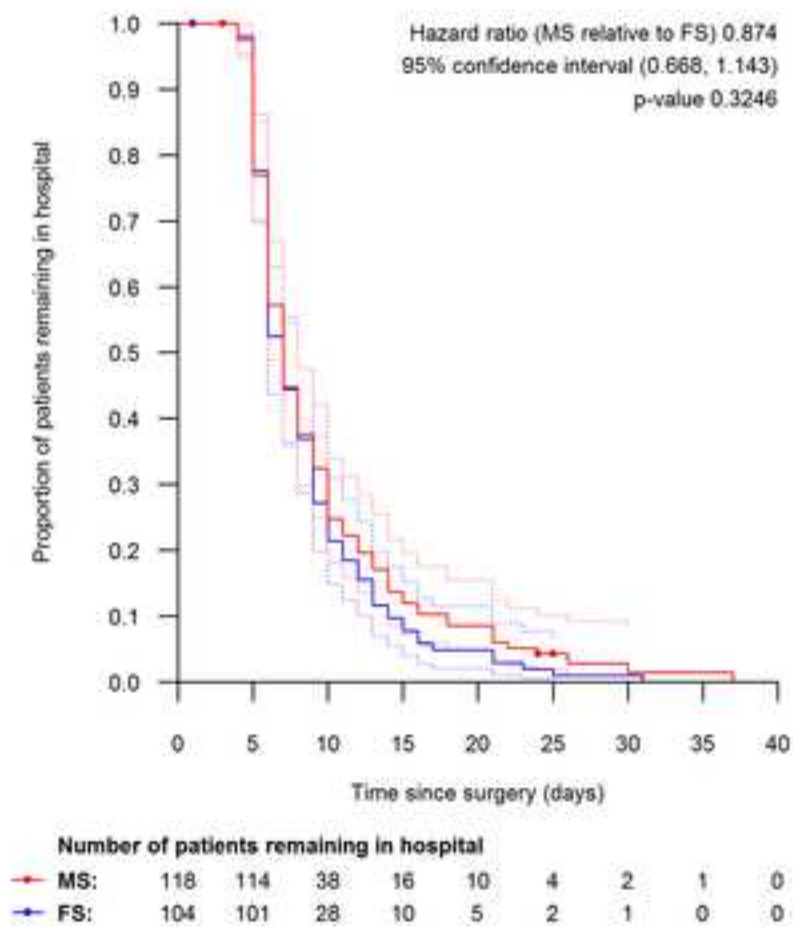 Hazard ratio (MS relative to FS) 0.874
95% confidence interval (0.668, 1.143)
p-value 0.3246
Proportion of patients remaining in hospital
1.0
0.9
0.8
0.7
0.6
0.5
0.4
0.3
0.2
0.1
0.0
0 5 10 15 20 25 30 35 40
Time since surgery (days)
Number of patients remaining in hospital
MS: 118 114 38 16 10 4 2 1 0
FS: 104 101 28 10 5 2 1 0 0